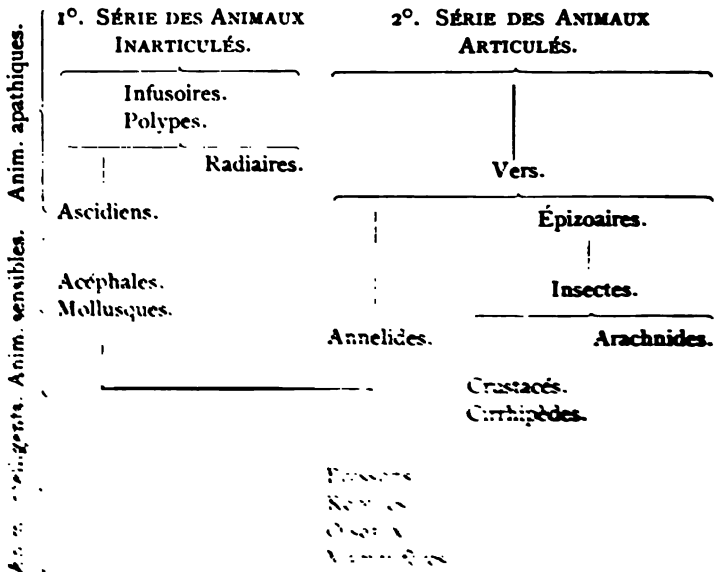 1°. SÉRIE DES ANIMAUX
INARTICULÉS.
2°. SÉRIE DES ANIMAUX
ARTICULÉS.
Anim. apathiques.
Infusoires.
Polypes.
Radiaires.
Vers.
Ascidiens.
Épizoaires.
Anim. sensibles.
Acéphales.
Mollusques.
Insectes.
Annelides.
Arachnides.
Crustacés.
Cirrhipèdes.